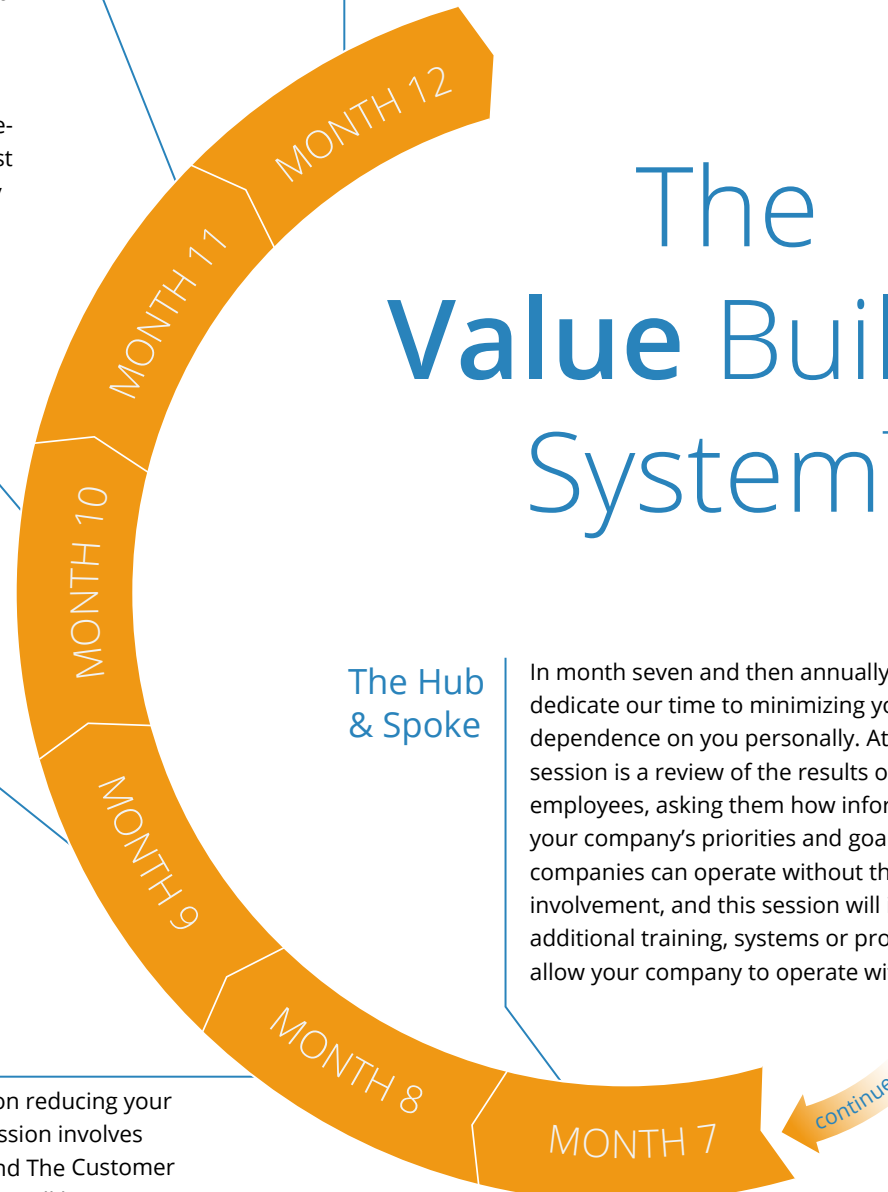 st
MONTH 12
MONTH 11
MONTH 10
MONTH 9
MONTH 8
MONTH 7
continue
The
Value Buil
System
The Hub
& Spoke
In month seven and then annually
dedicate our time to minimizing yo
dependence on you personally. At
session is a review of the results o
employees, asking them how infor
your company's priorities and goa
companies can operate without th
involvement, and this session will
additional training, systems or pro
allow your company to operate wi
on reducing your
ssion involves
nd The Customer